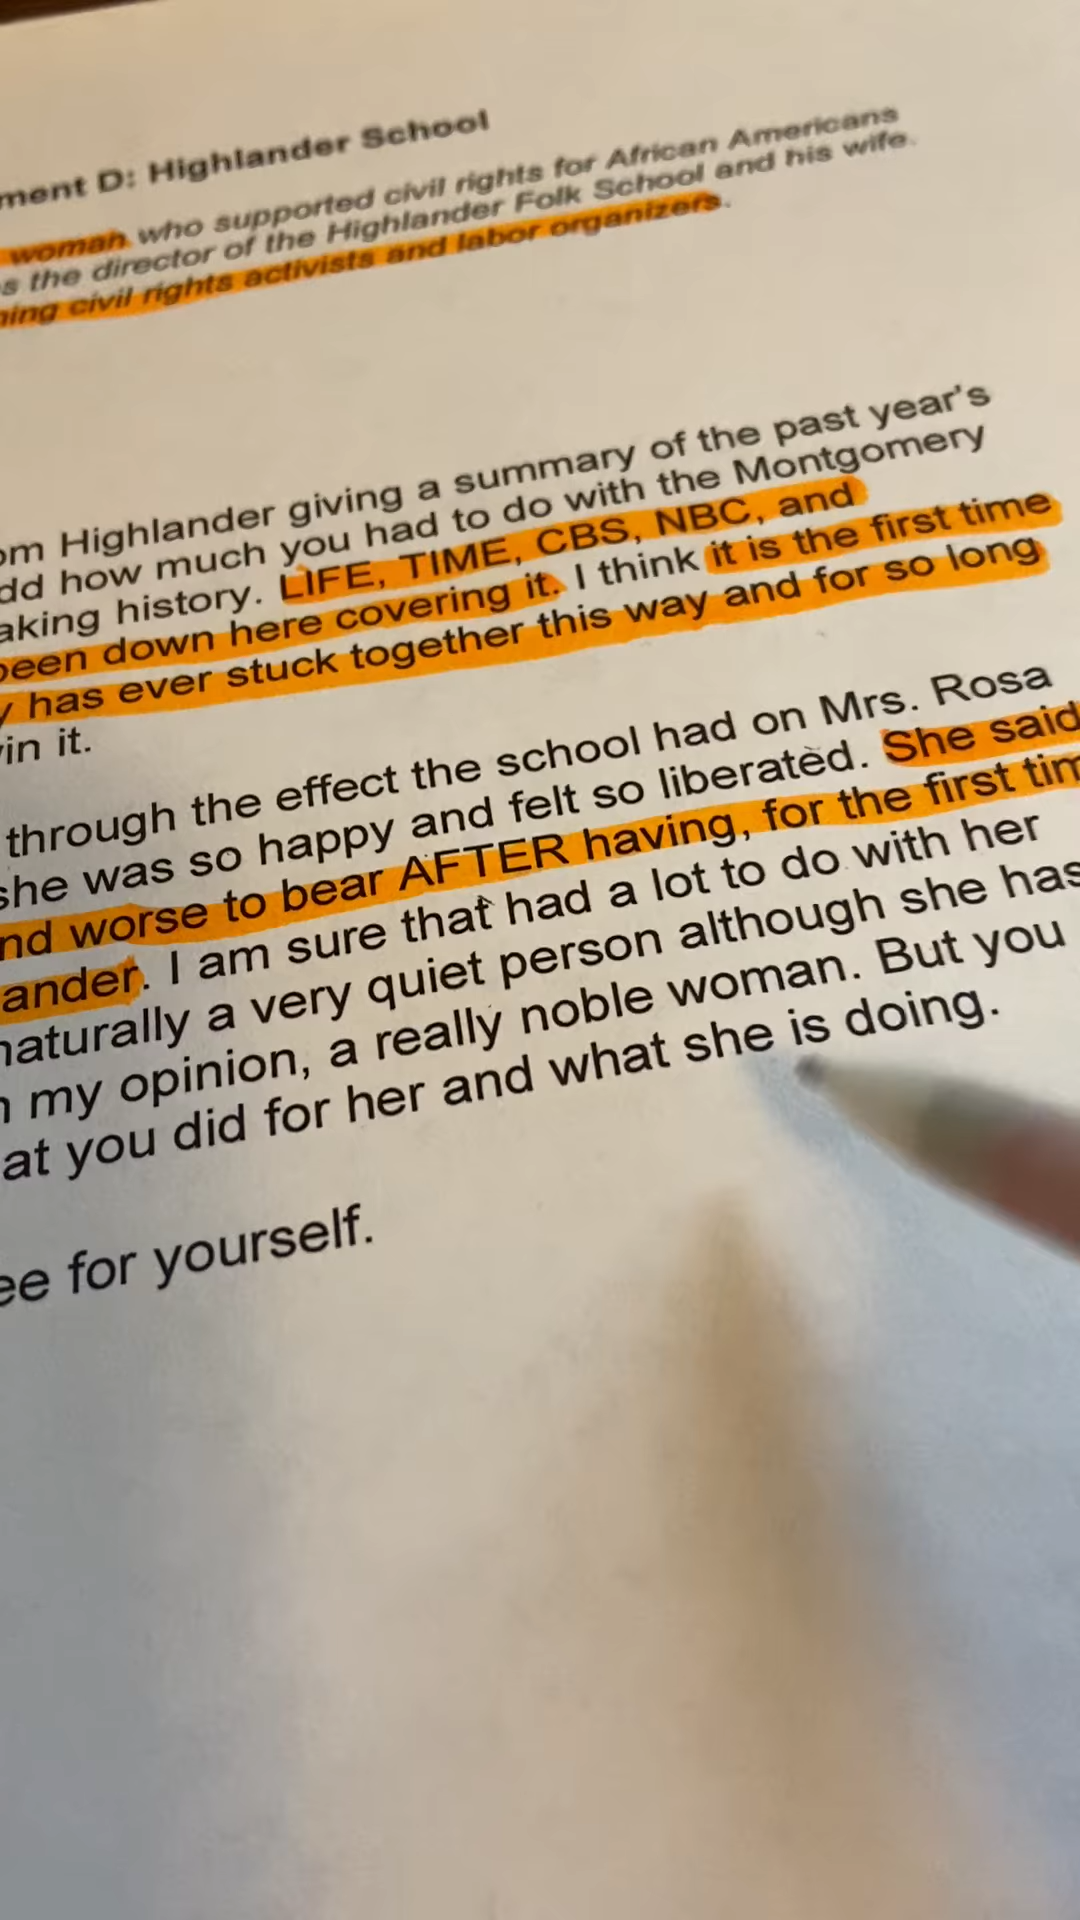 ment D: Highlander School
woman who supported civil rights for African Americans
s the director of the Highlander Folk School and his wife.
ning civil rights activists and labor organizers.
om Highlander giving a summary of the past year's
dd how much you had to do with the Montgomery
aking history. LIFE, TIME, CBS, NBC, and
been down here covering it. I think it is the first time
y has ever stuck together this way and for so long
in it.
through the effect the school had on Mrs. Rosa
she was so happy and felt so liberated. She said
nd worse to bear AFTER having, for the first tim
ander. I am sure that had a lot to do with her
naturally a very quiet person although she has
n my opinion, a really noble woman. But you
at you did for her and what she is doing.
ee for yourself.